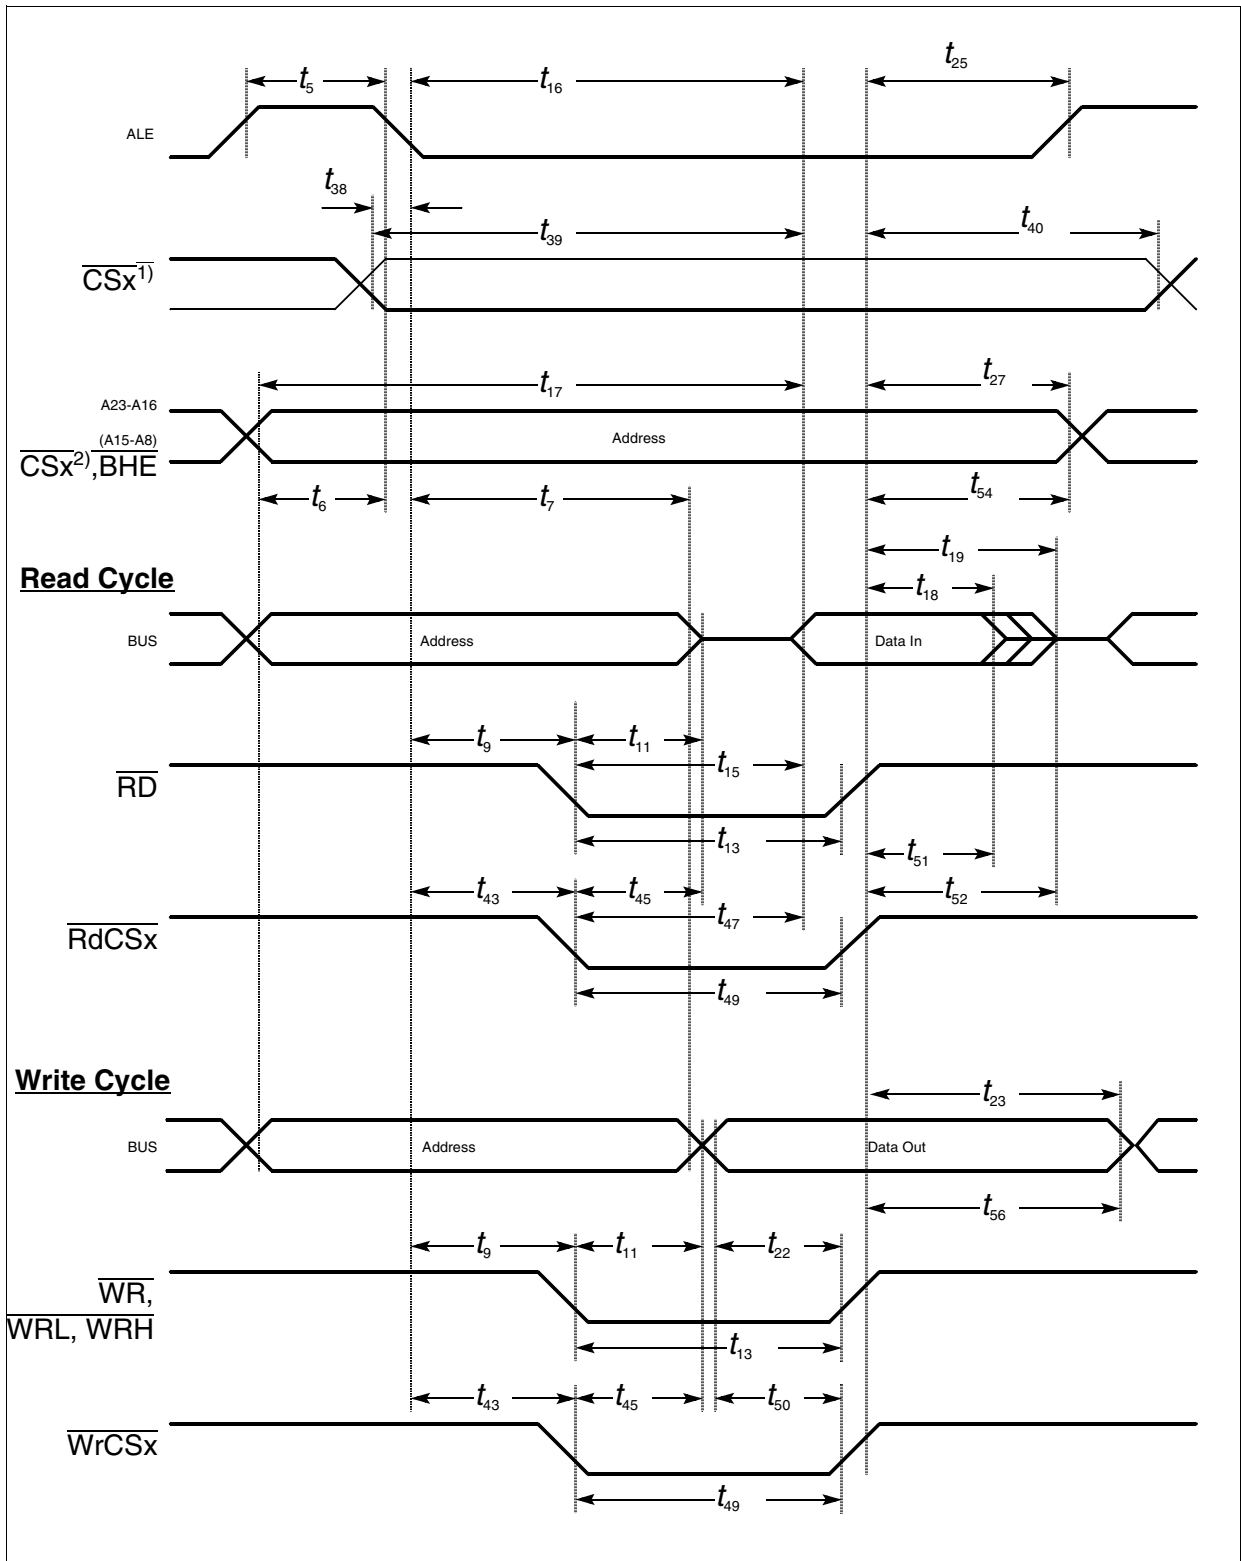 t5
t16
t25
ALE
t38
t39
t40
CSx1)
t17
t27
A23-A16
(A15-A8)
Address
CSx2),BHE
t6
t7
t54
t19
Read Cycle
t18
BUS
Address
Data In
t9
t11
t15
RD
t13
t51
t43
t45
t52
t47
RdCSx
t49
Write Cycle
t23
BUS
Address
Data Out
t56
t9
t11
t22
WR,
WRL, WRH
t13
t43
t45
t50
WrCSx
t49